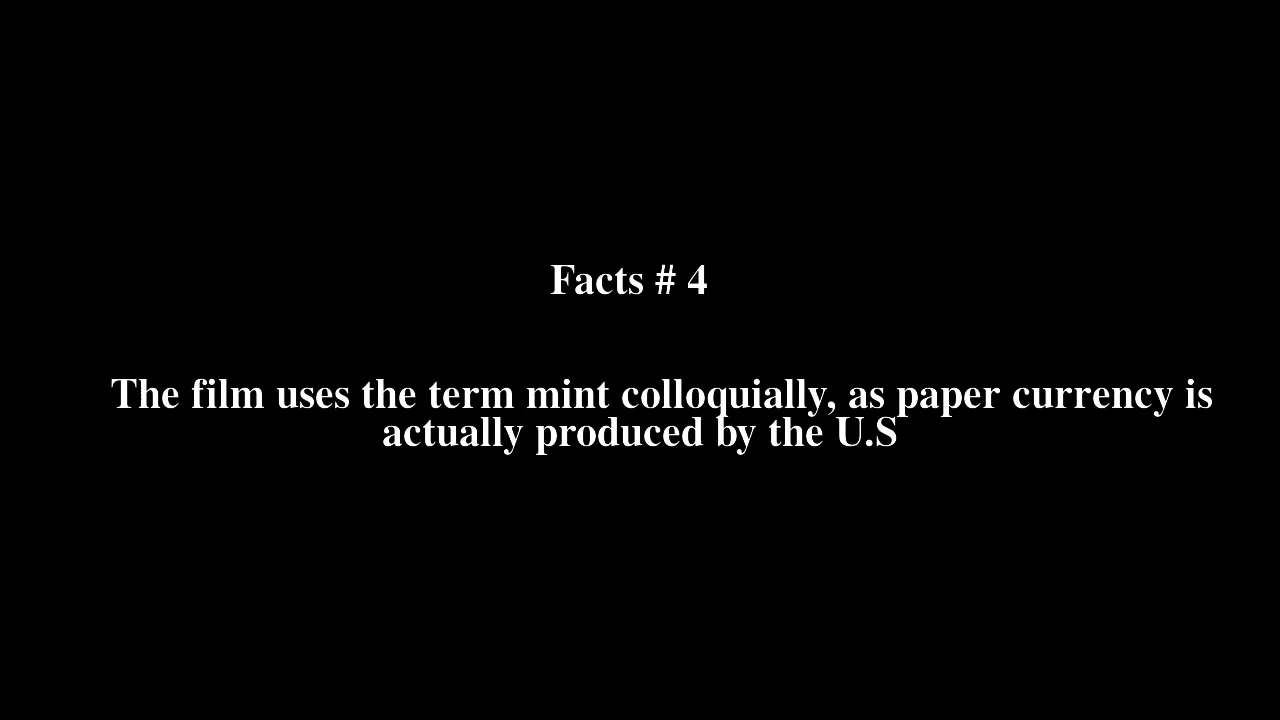 Facts # 4
The film uses the term mint colloquially, as paper currency is
actually produced by the U.S